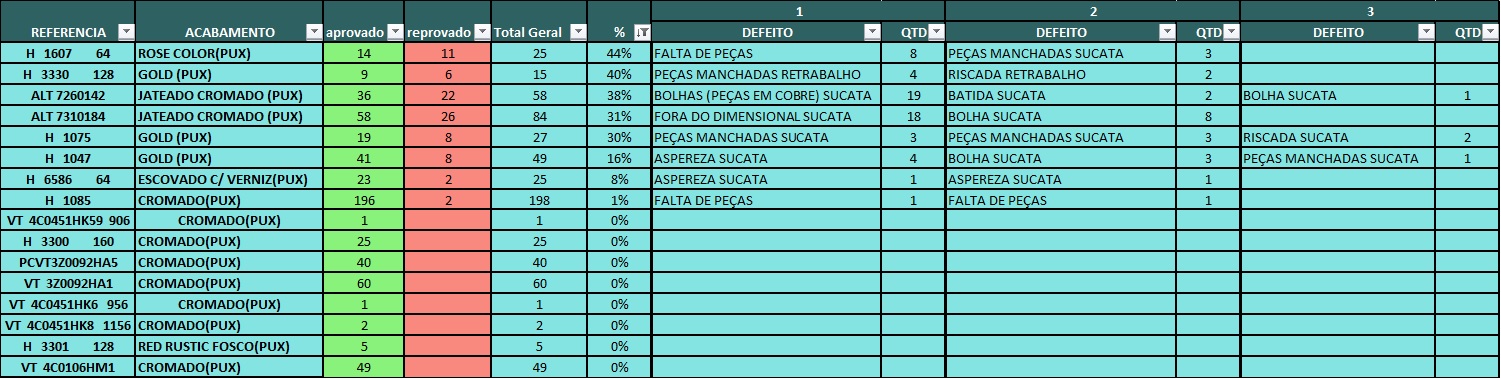 1 2 3
REFERENCIA ACABAMENTO aprovado reprovado Total Geral % DEFEITO QTD DEFEITO QTD DEFEITO QTD
H 1607 64 ROSE COLOR(PUX) 14 11 25 44% FALTA DE PEÇAS 8 PEÇAS MANCHADAS SUCATA 3
H 3330 128 GOLD (PUX) 9 6 15 40% PEÇAS MANCHADAS RETRABALHO 4 RISCADA RETRABALHO 2
ALT 7260142 JATEADO CROMADO (PUX) 36 22 58 38% BOLHAS (PEÇAS EM COBRE) SUCATA 19 BATIDA SUCATA 2 BOLHA SUCATA 1
ALT 7310184 JATEADO CROMADO (PUX) 58 26 84 31% FORA DO DIMENSIONAL SUCATA 18 BOLHA SUCATA 8
H 1075 GOLD (PUX) 19 8 27 30% PEÇAS MANCHADAS SUCATA 3 PEÇAS MANCHADAS SUCATA 3 RISCADA SUCATA 2
H 1047 GOLD (PUX) 41 8 49 16% ASPEREZA SUCATA 4 BOLHA SUCATA 3 PEÇAS MANCHADAS SUCATA 1
H 6586 64 ESCOVADO C/ VERNIZ(PUX) 23 2 25 8% ASPEREZA SUCATA 1 ASPEREZA SUCATA 1
H 1085 CROMADO(PUX) 196 2 198 1% FALTA DE PEÇAS 1 FALTA DE PEÇAS 1
VT 4C0451HK59 906 CROMADO(PUX) 1 1 0%
H 3300 160 CROMADO(PUX) 25 25 0%
PCVT3Z0092HA5 CROMADO(PUX) 40 40 0%
VT 3Z0092HA1 CROMADO(PUX) 60 60 0%
VT 4C0451HK6 956 CROMADO(PUX) 1 1 0%
VT 4C0451HK8 1156 CROMADO(PUX) 2 2 0%
H 3301 128 RED RUSTIC FOSCO(PUX) 5 5 0%
VT 4C0106HM1 CROMADO(PUX) 49 49 0%